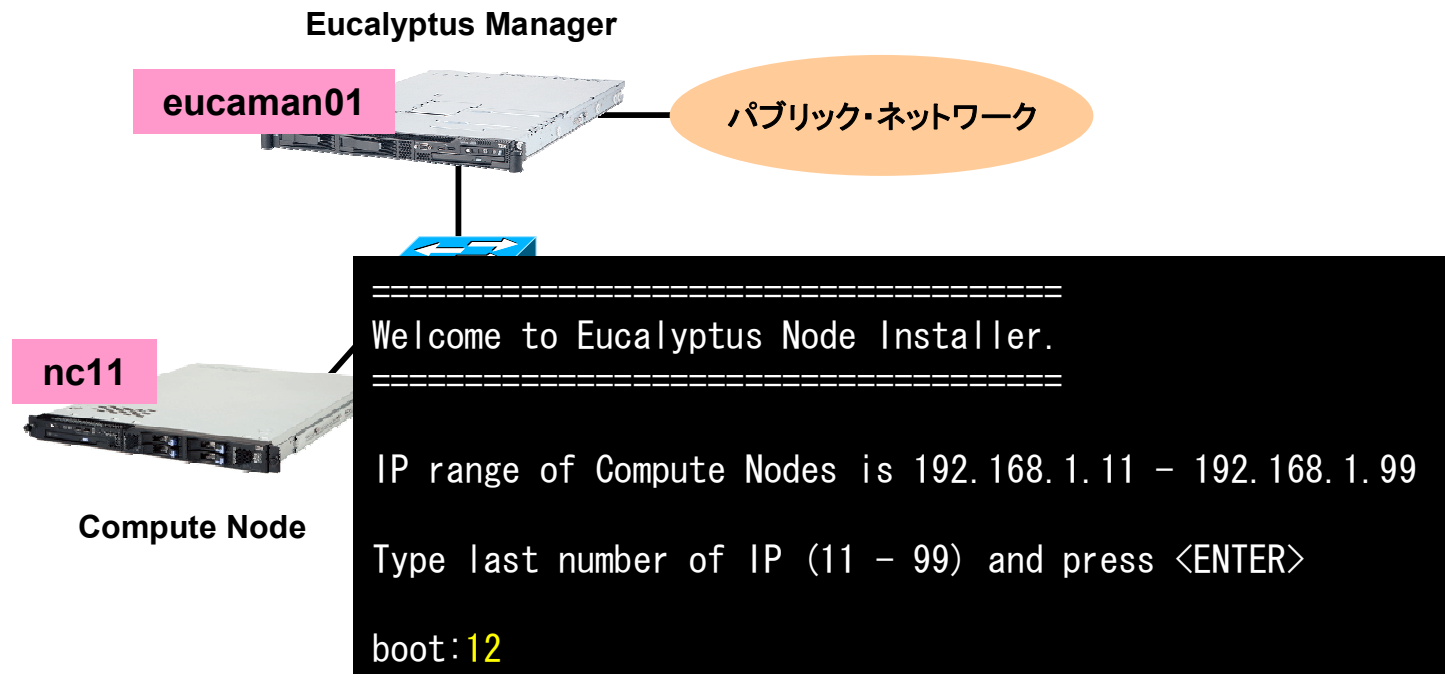 Eucalyptus Manager
eucaman01
パブリック・ネットワーク
nc11
Compute Node
=====================================
Welcome to Eucalyptus Node Installer.
=====================================
IP range of Compute Nodes is 192.168.1.11 - 192.168.1.99
Type last number of IP (11 - 99) and press <ENTER>
boot:12